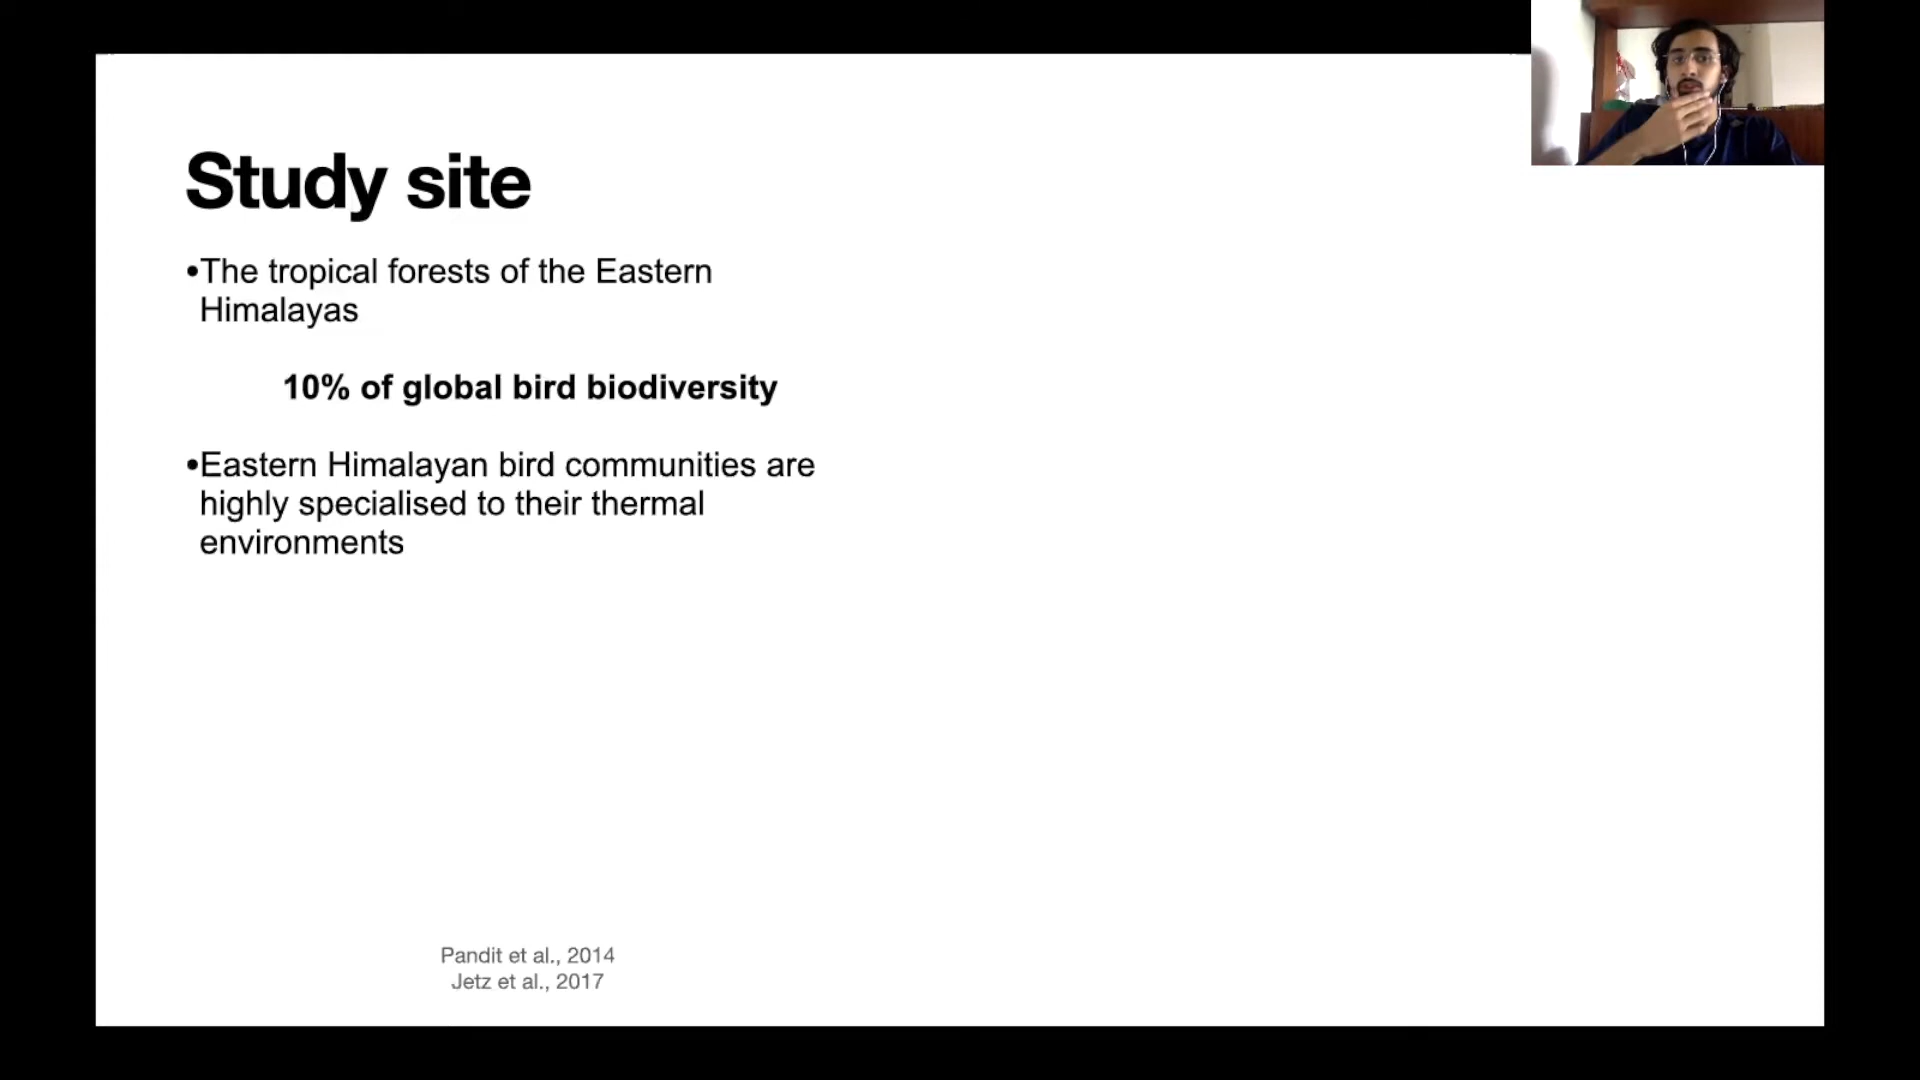 Study site
•The tropical forests of the Eastern
Himalayas
10% of global bird biodiversity
•Eastern Himalayan bird communities are
highly specialised to their thermal
environments
Pandit et al., 2014
Jetz et al., 2017